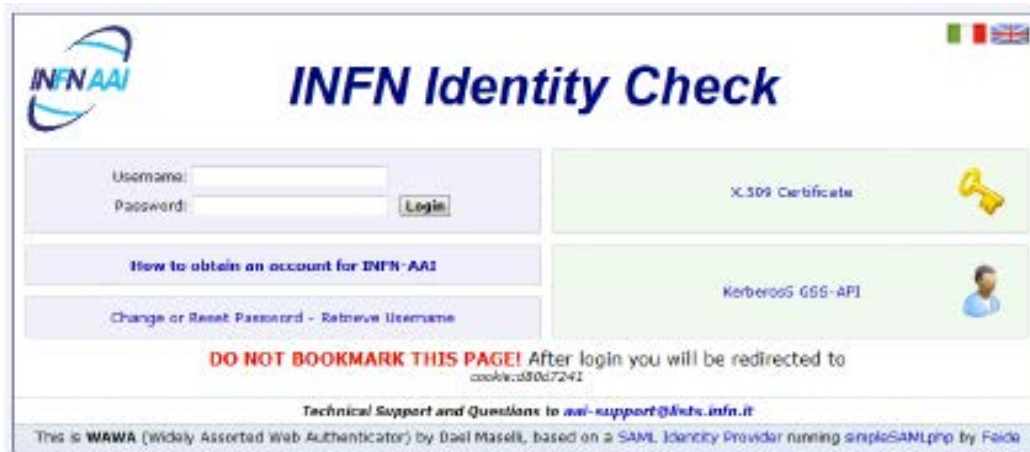 INFN AAI
INFN Identity Check
Username:
Password:
Login
X.509 Certificate
How to obtain an account for INFN-AAI
Kerberos5 GSS-API
Change or Reset Password - Retrieve Username
DO NOT BOOKMARK THIS PAGE! After login you will be redirected to
cookie:d80d7241
Technical Support and Questions to aai-support@lists.infn.it
This is WAWA (Widely Assorted Web Authenticator) by Dael Maselli, based on a SAML Identity Provider running simpleSAMLphp by Feide